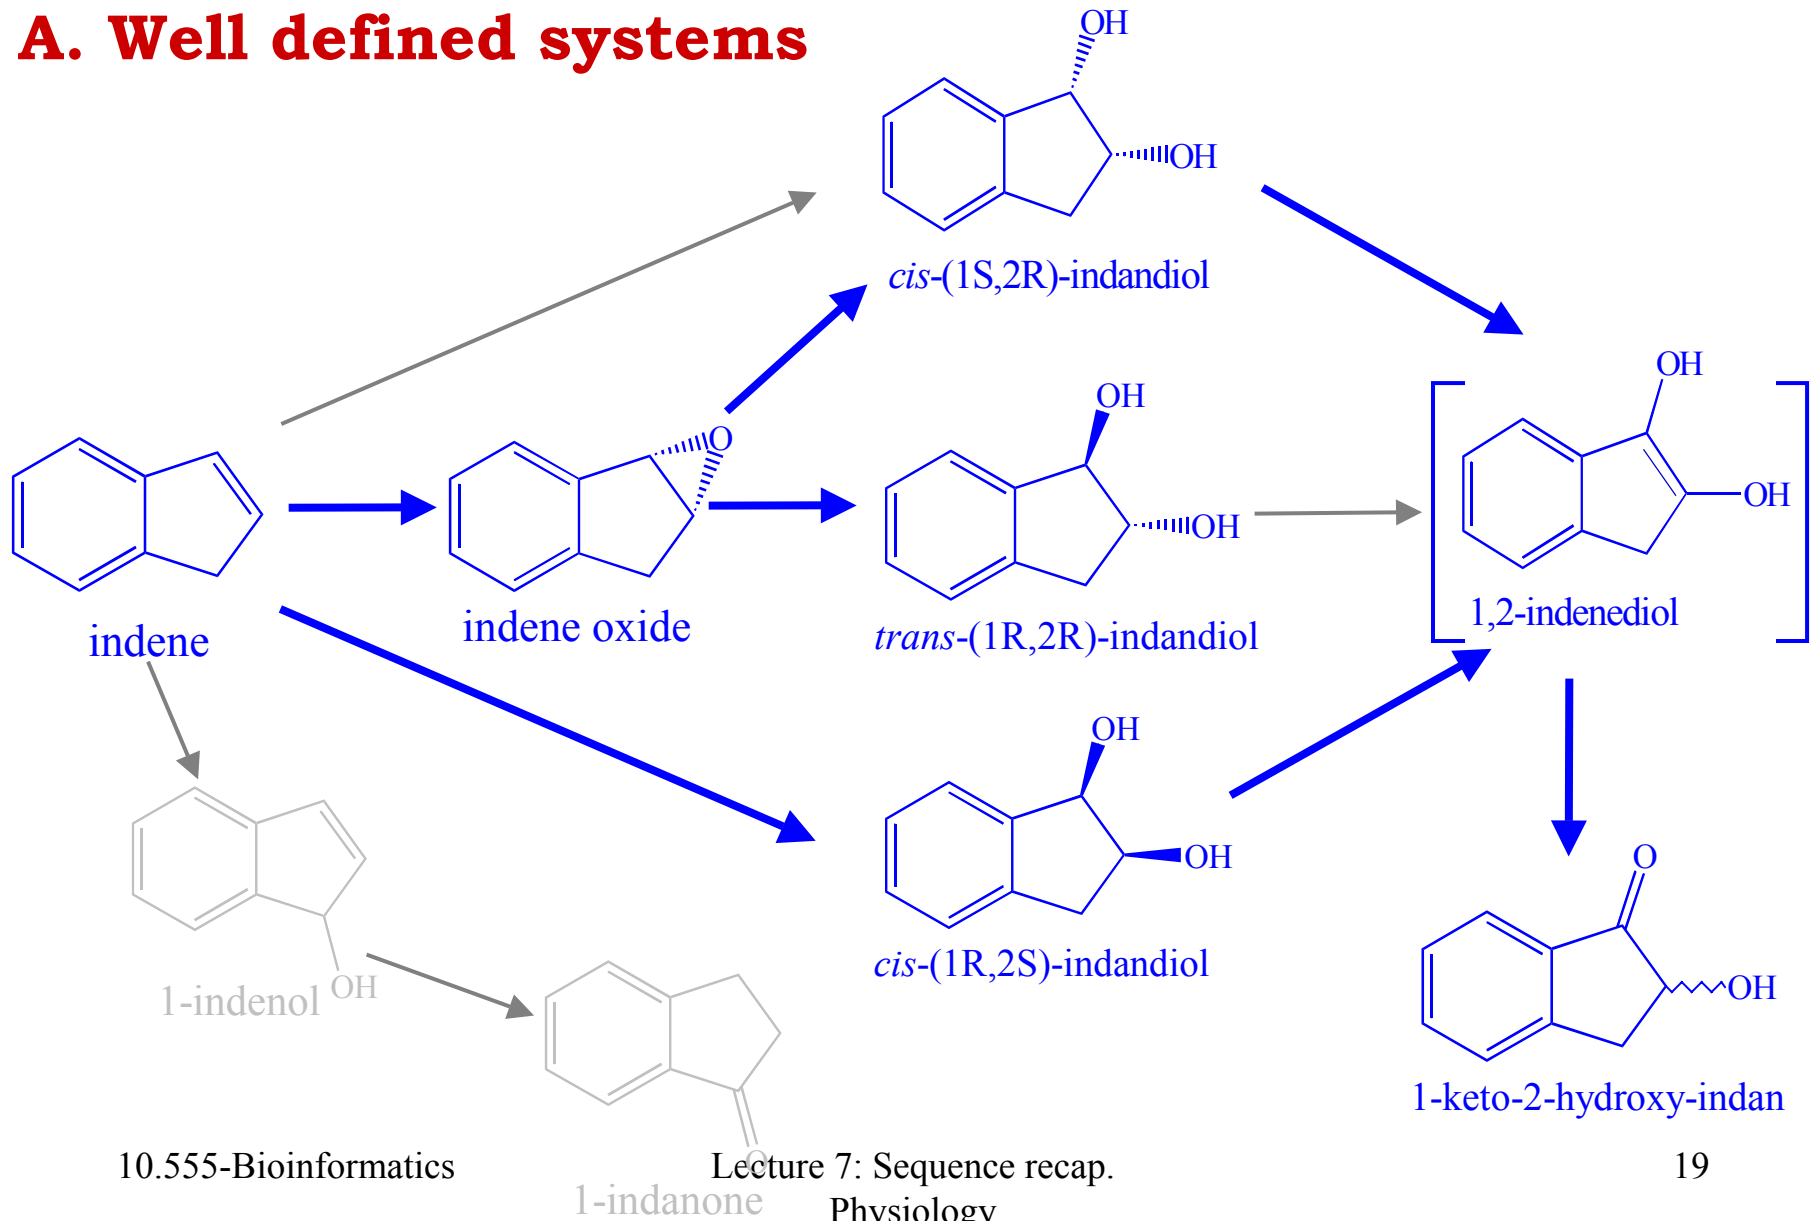 A. Well defined systems
OH
OH
cis-(1S,2R)-indandiol
OH
OH
O
OH
OH
indene
indene oxide
trans-(1R,2R)-indandiol
1,2-indenediol
OH
OH
cis-(1R,2S)-indandiol
O
OH
1-indenol
OH
1-keto-2-hydroxy-indan
O
1-indanone
10.555-Bioinformatics
Lecture 7: Sequence recap.
Physiology
19